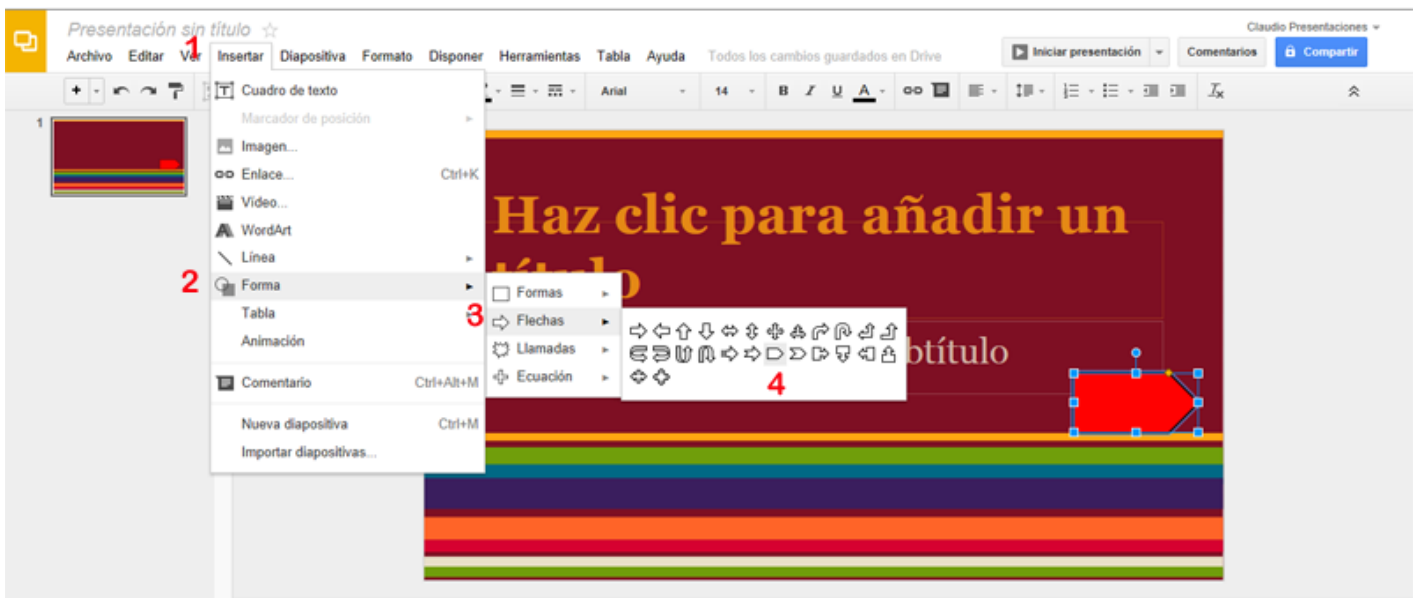 Presentación sin título
Claudio Presentaciones
1
Archivo Editar Ver Insertar Diapositiva Formato Disponer Herramientas Tabla Ayuda Todos los cambios guardados en Drive
Iniciar presentación Comentarios Compartir
Arial 14 B I U A
1
Cuadro de texto
Marcador de posición
Imagen...
Enlace... Ctrl+K
Vídeo...
WordArt
Línea
2 Forma
Tabla
Animación
Comentario Ctrl+Alt+M
Nueva diapositiva Ctrl+M
Importar diapositivas...
3
Formas
Flechas
Llamadas
Ecuación
4
Haz clic para añadir un
título
btítulo